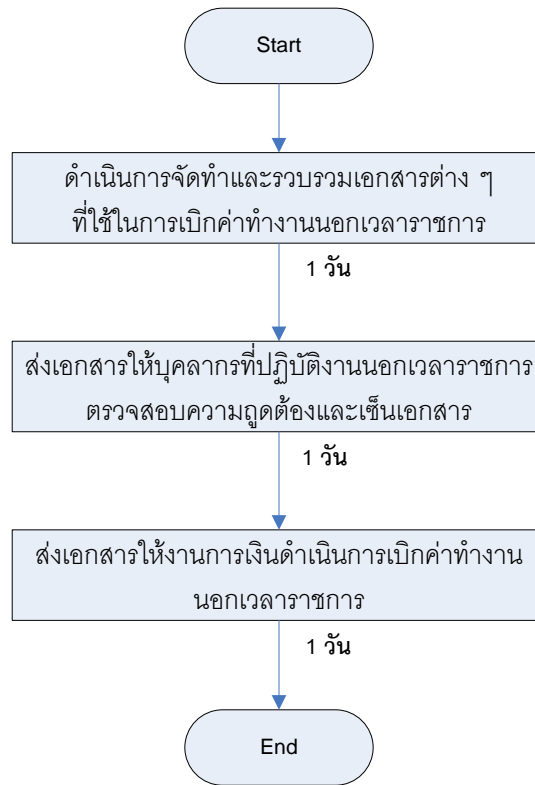 Start
ดำเนินการจัดทำและรวบรวมเอกสารต่าง ๆ
ที่ใช้ในการเบิกค่าทำงานนอกเวลาราชการ
1 วัน
ส่งเอกสารให้บุคลากรที่ปฏิบัติงานนอกเวลาราชการ
ตรวจสอบความถูดต้องและเซ็นเอกสาร
1 วัน
ส่งเอกสารให้งานการเงินดำเนินการเบิกค่าทำงาน
นอกเวลาราชการ
1 วัน
End